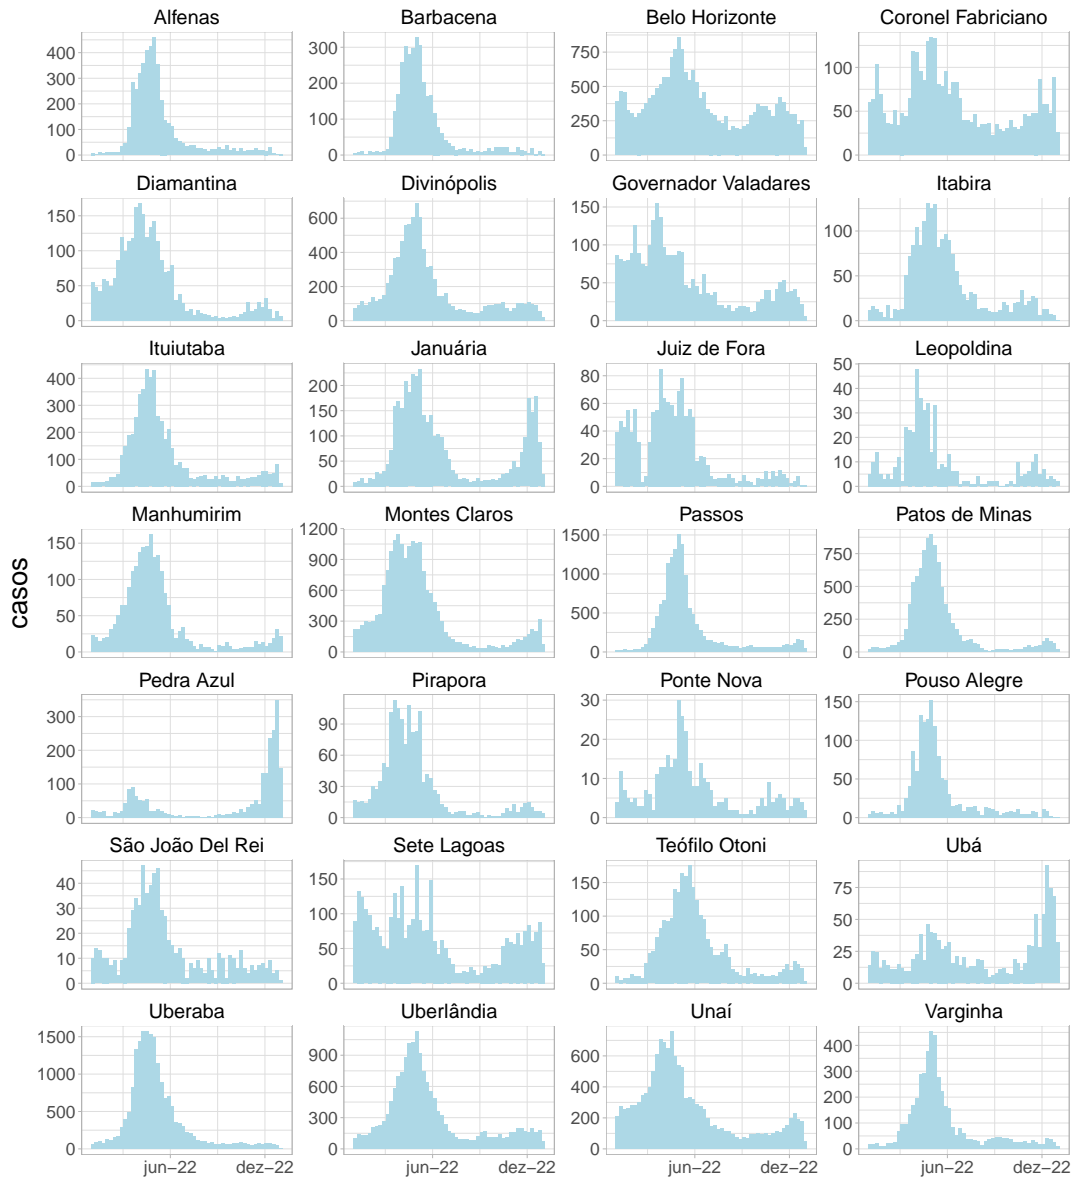 Alfenas Barbacena Belo Horizonte Coronel Fabriciano
400 300 200 100 0
300 200 100 0
750 500 250 0
100 50 0
Diamantina Divinópolis Governador Valadares Itabira
150 100 50 0
600 400 200 0
150 100 50 0
100 50 0
Ituiutaba Januária Juiz de Fora Leopoldina
400 300 200 100 0
200 150 100 50 0
80 60 40 20 0
50 40 30 20 10 0
Manhumirim Montes Claros Passos Patos de Minas
150 100 50 0
1200 900 600 300 0
1500 1000 500 0
750 500 250 0
casos
Pedra Azul Pirapora Ponte Nova Pouso Alegre
300 200 100 0
90 60 30 0
30 20 10 0
150 100 50 0
São João Del Rei Sete Lagoas Teófilo Otoni Ubá
40 30 20 10 0
150 100 50 0
150 100 50 0
75 50 25 0
Uberaba Uberlândia Unaí Varginha
1500 1000 500 0
900 600 300 0
600 400 200 0
400 300 200 100 0
jun−22 dez−22 jun−22 dez−22 jun−22 dez−22 jun−22 dez−22